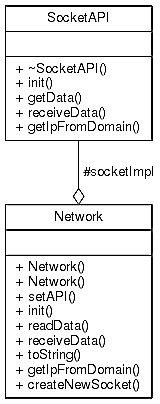 SocketAPI
+ ~SocketAPI()
+ init()
+ getData()
+ receiveData()
+ getIpFromDomain()
#socketImpl
Network
+ Network()
+ Network()
+ setAPI()
+ init()
+ readData()
+ receiveData()
+ toString()
+ getIpFromDomain()
+ createNewSocket()